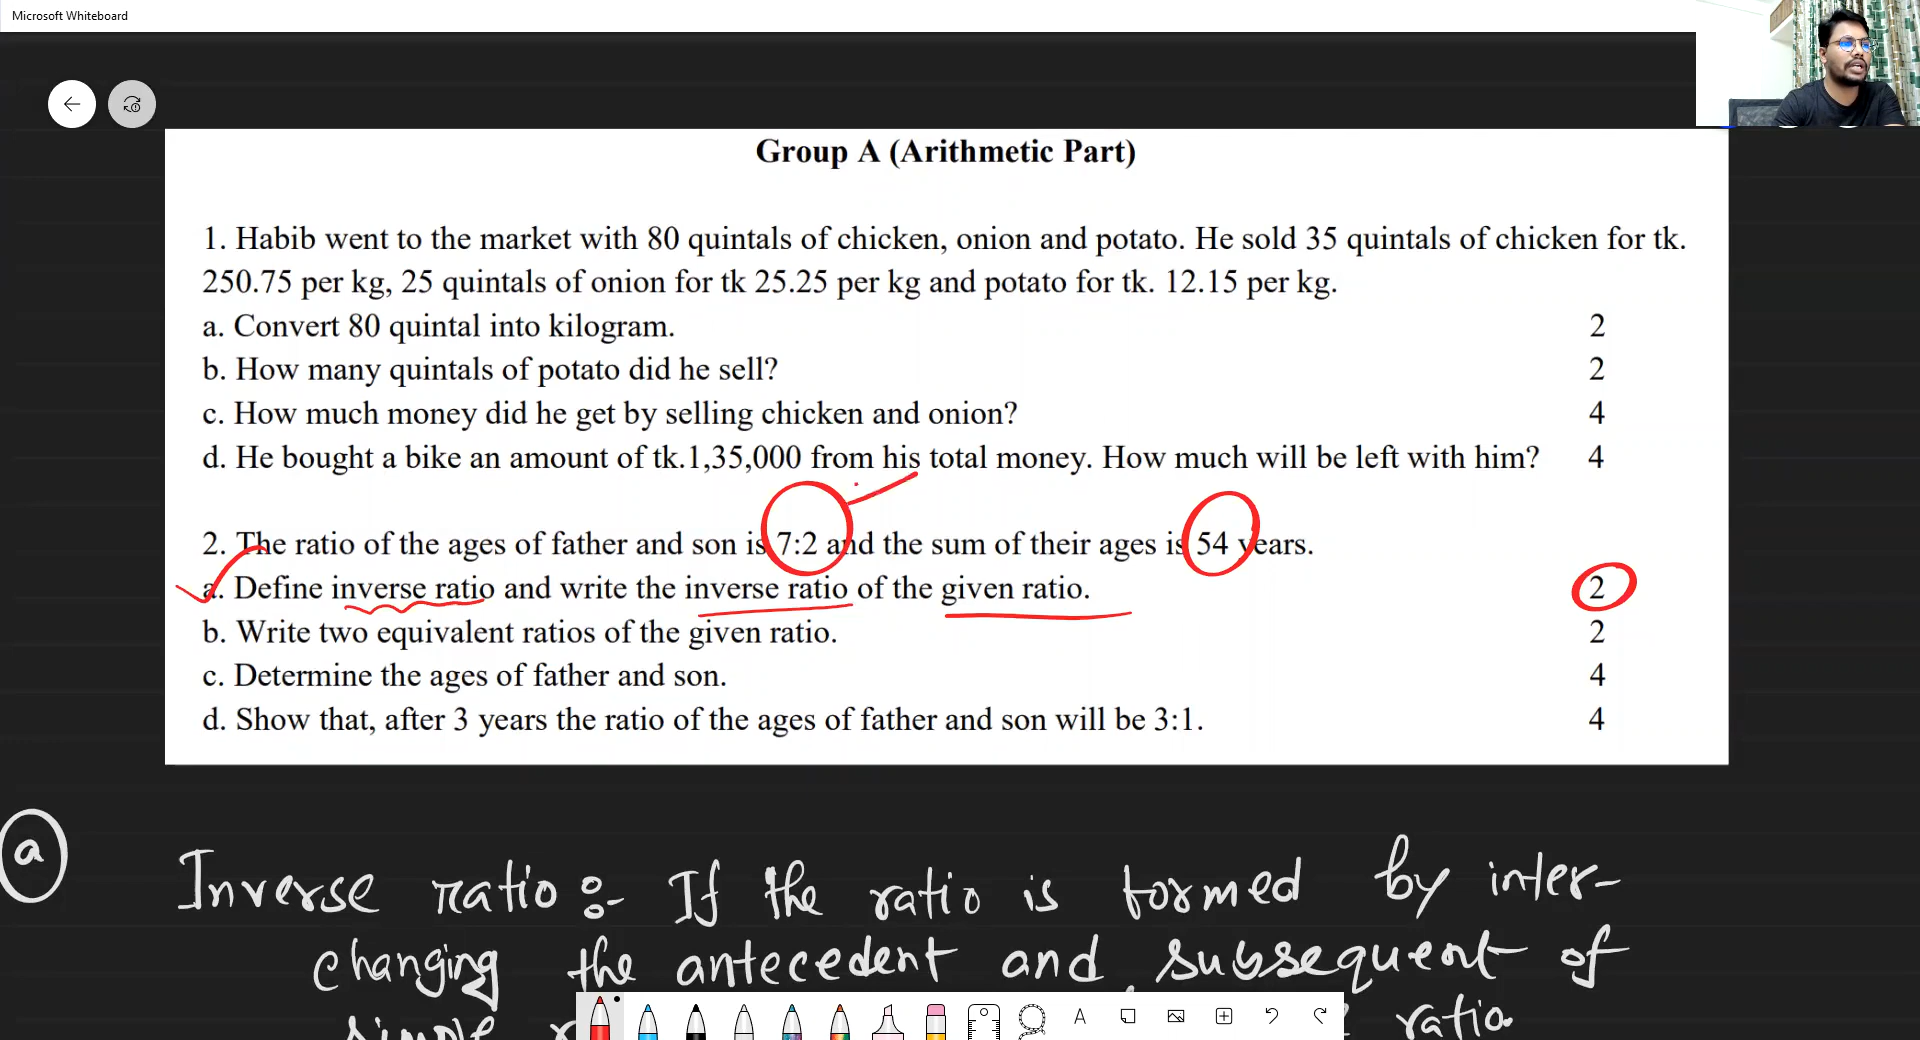 Microsoft Whiteboard
Group A (Arithmetic Part)
1. Habib went to the market with 80 quintals of chicken, onion and potato. He sold 35 quintals of chicken for tk.
250.75 per kg, 25 quintals of onion for tk 25.25 per kg and potato for tk. 12.15 per kg.
a. Convert 80 quintal into kilogram. 2
b. How many quintals of potato did he sell? 2
c. How much money did he get by selling chicken and onion? 4
d. He bought a bike an amount of tk.1,35,000 from his total money. How much will be left with him? 4
2. The ratio of the ages of father and son is 7:2 and the sum of their ages is 54 years.
a. Define inverse ratio and write the inverse ratio of the given ratio. 2
b. Write two equivalent ratios of the given ratio. 2
c. Determine the ages of father and son. 4
d. Show that, after 3 years the ratio of the ages of father and son will be 3:1. 4
a Inverse ratio :- If the ratio is formed by inter-
changing the antecedent and subsequent of
simple ratio.